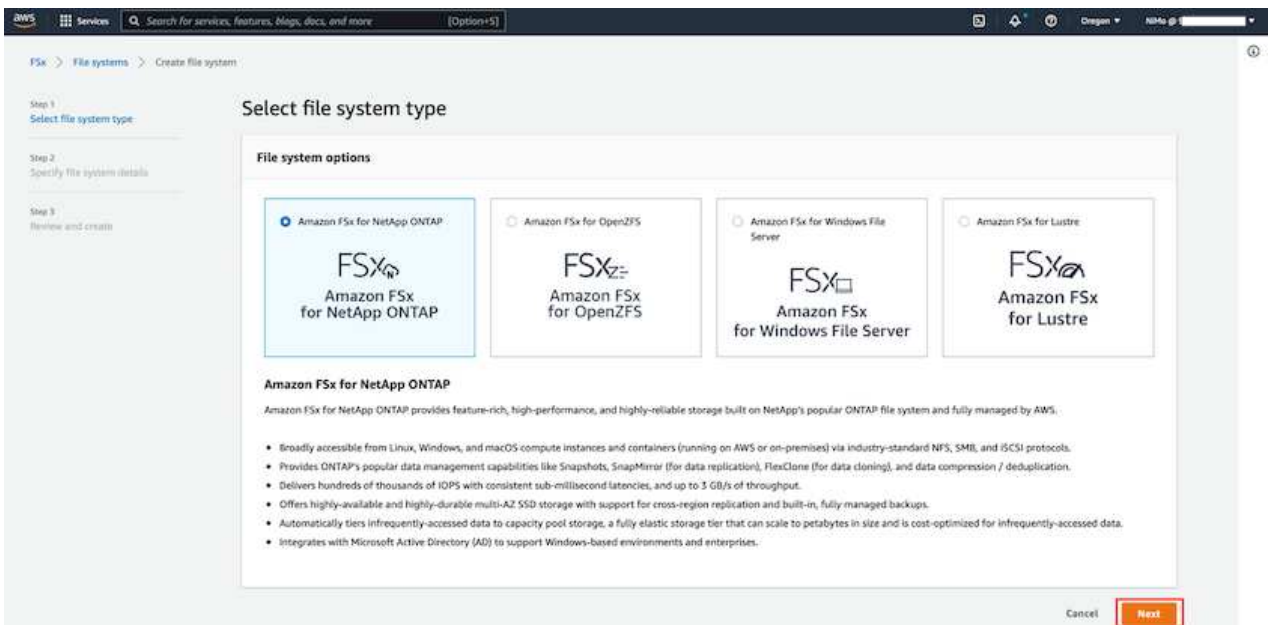 aws
Services
Search for services, features, blogs, docs, and more
[Option+S]
Oregon
NiMo @
FSx > File systems > Create file system
Step 1
Select file system type
Step 2
Specify file system details
Step 3
Review and create
Select file system type
File system options
Amazon FSx for NetApp ONTAP
FSx N
Amazon FSx
for NetApp ONTAP
Amazon FSx for OpenZFS
FSx Z
Amazon FSx
for OpenZFS
Amazon FSx for Windows File
Server
FSx
Amazon FSx
for Windows File Server
Amazon FSx for Lustre
FSx
Amazon FSx
for Lustre
Amazon FSx for NetApp ONTAP
Amazon FSx for NetApp ONTAP provides feature-rich, high-performance, and highly-reliable storage built on NetApp's popular ONTAP file system and fully managed by AWS.
• Broadly accessible from Linux, Windows, and macOS compute instances and containers (running on AWS or on-premises) via industry-standard NFS, SMB, and iSCSI protocols.
• Provides ONTAP's popular data management capabilities like Snapshots, SnapMirror (for data replication), FlexClone (for data cloning), and data compression / deduplication.
• Delivers hundreds of thousands of IOPS with consistent sub-millisecond latencies, and up to 3 GB/s of throughput.
• Offers highly-available and highly-durable multi-AZ SSD storage with support for cross-region replication and built-in, fully managed backups.
• Automatically tiers infrequently-accessed data to capacity pool storage, a fully elastic storage tier that can scale to petabytes in size and is cost-optimized for infrequently-accessed data.
• Integrates with Microsoft Active Directory (AD) to support Windows-based environments and enterprises.
Cancel
Next